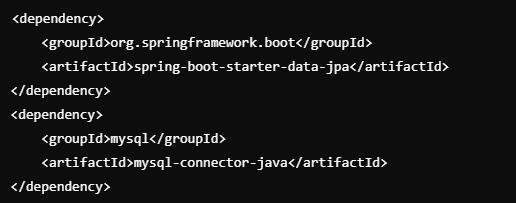 <dependency>
    <groupId>org.springframework.boot</groupId>
    <artifactId>spring-boot-starter-data-jpa</artifactId>
</dependency>
<dependency>
    <groupId>mysql</groupId>
    <artifactId>mysql-connector-java</artifactId>
</dependency>